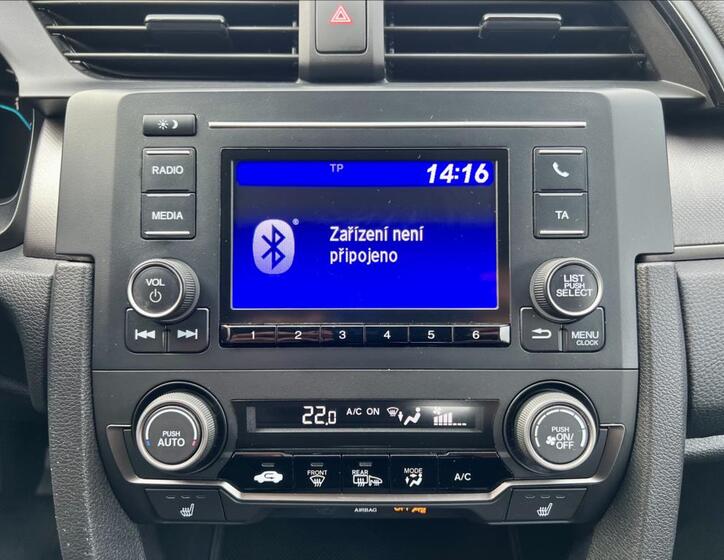 TP
14:16
RADIO
MEDIA
TA
Zařízení není
připojeno
®
VOL
LIST
PUSH
SELECT
MENU
CLOCK
1 2 3 4 5 6
22.0 A/C ON
PUSH
AUTO
PUSH
ON/
OFF
FRONT
REAR
MODE
A/C
AIRBAG
OFF